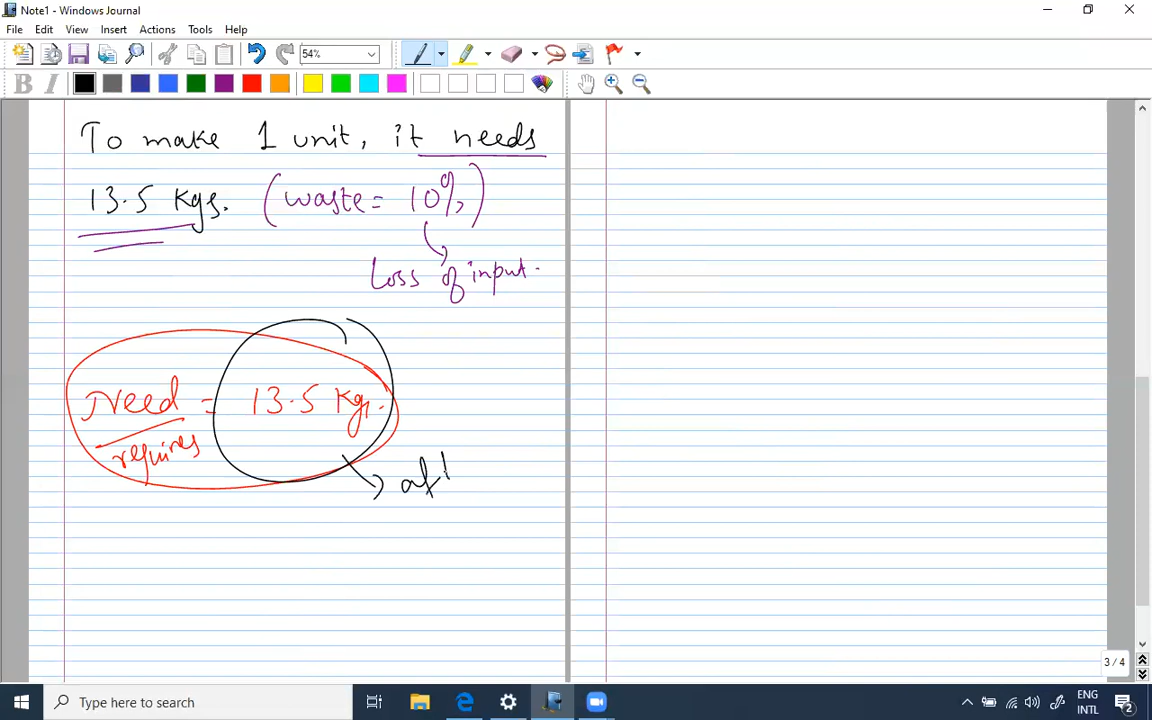 Note1 - Windows Journal
File Edit View Insert Actions Tools Help
54%
B I
To make 1 unit, it needs
13.5 Kgs. (waste = 10%)
Loss of input.
Need = 13.5 Kgs.
requires
3 / 4
Type here to search
ENG
INTL
2